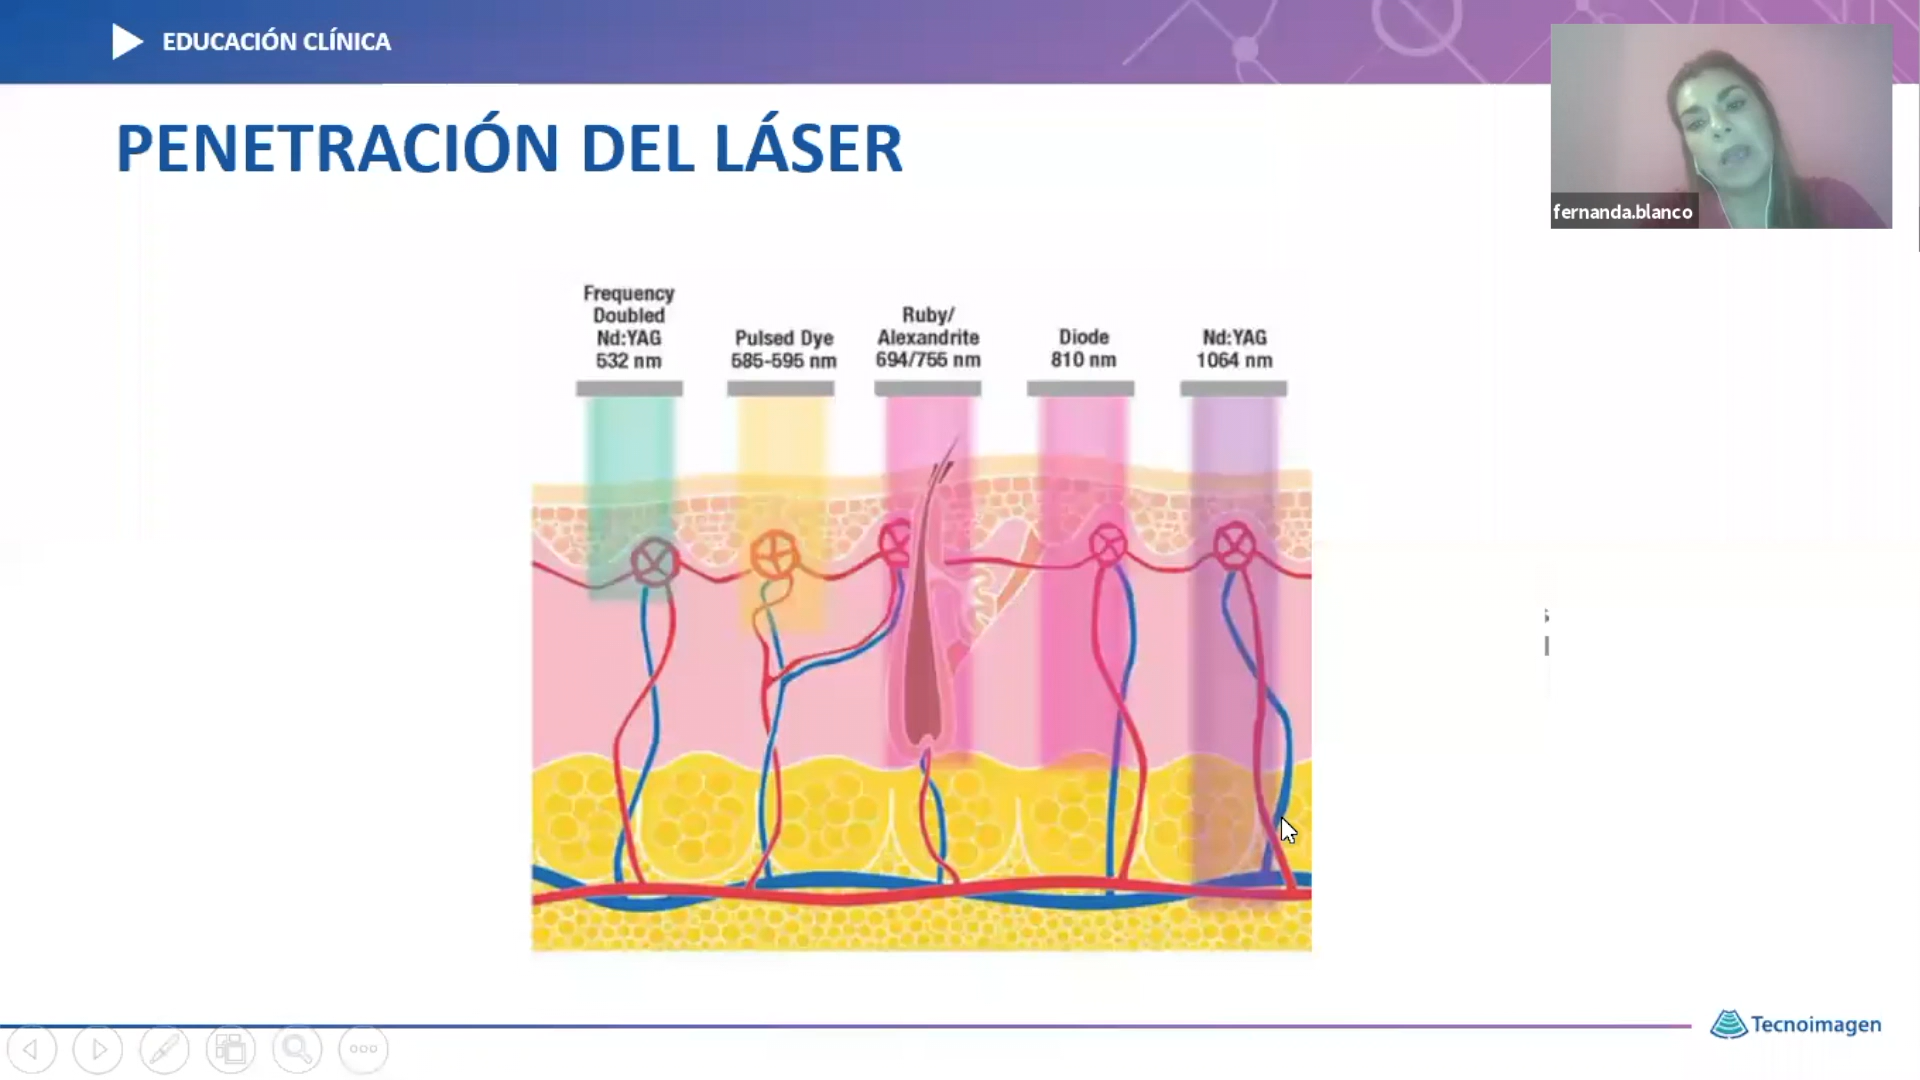 EDUCACIÓN CLÍNICA
PENETRACIÓN DEL LÁSER
fernanda.blanco
Frequency
Doubled
Nd:YAG
532 nm
Pulsed Dye
585-595 nm
Ruby/
Alexandrite
694/755 nm
Diode
810 nm
Nd:YAG
1064 nm
Tecnoimagen